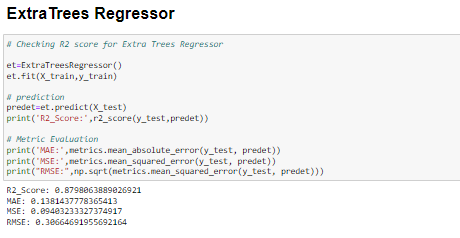 ExtraTrees Regressor
# Checking R2 score for Extra Trees Regressor
et=ExtraTreesRegressor()
et.fit(X_train,y_train)
# prediction
predet=et.predict(X_test)
print('R2_Score:',r2_score(y_test,predet))
# Metric Evaluation
print('MAE:',metrics.mean_absolute_error(y_test, predet))
print('MSE:',metrics.mean_squared_error(y_test, predet))
print("RMSE:",np.sqrt(metrics.mean_squared_error(y_test, predet)))
R2_Score: 0.8798063889026921
MAE: 0.1381437778365413
MSE: 0.09403233327374917
RMSE: 0.30664691955692164